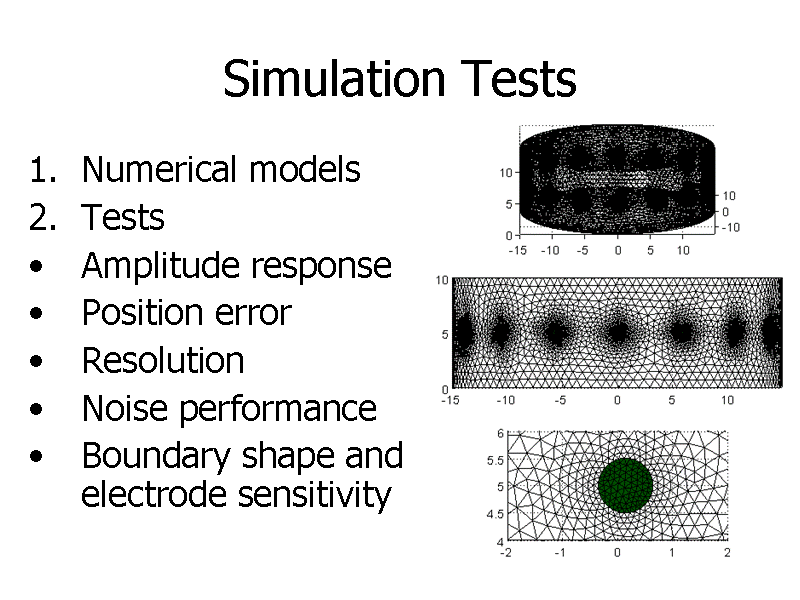 Simulation Tests
1. Numerical models
2. Tests
• Amplitude response
• Position error
• Resolution
• Noise performance
• Boundary shape and
electrode sensitivity
10
5
0
-15 -10 -5 0 5 10
10
0
-10
10
5
0
-15 -10 -5 0 5 10
6
5.5
5
4.5
4
-2 -1 0 1 2